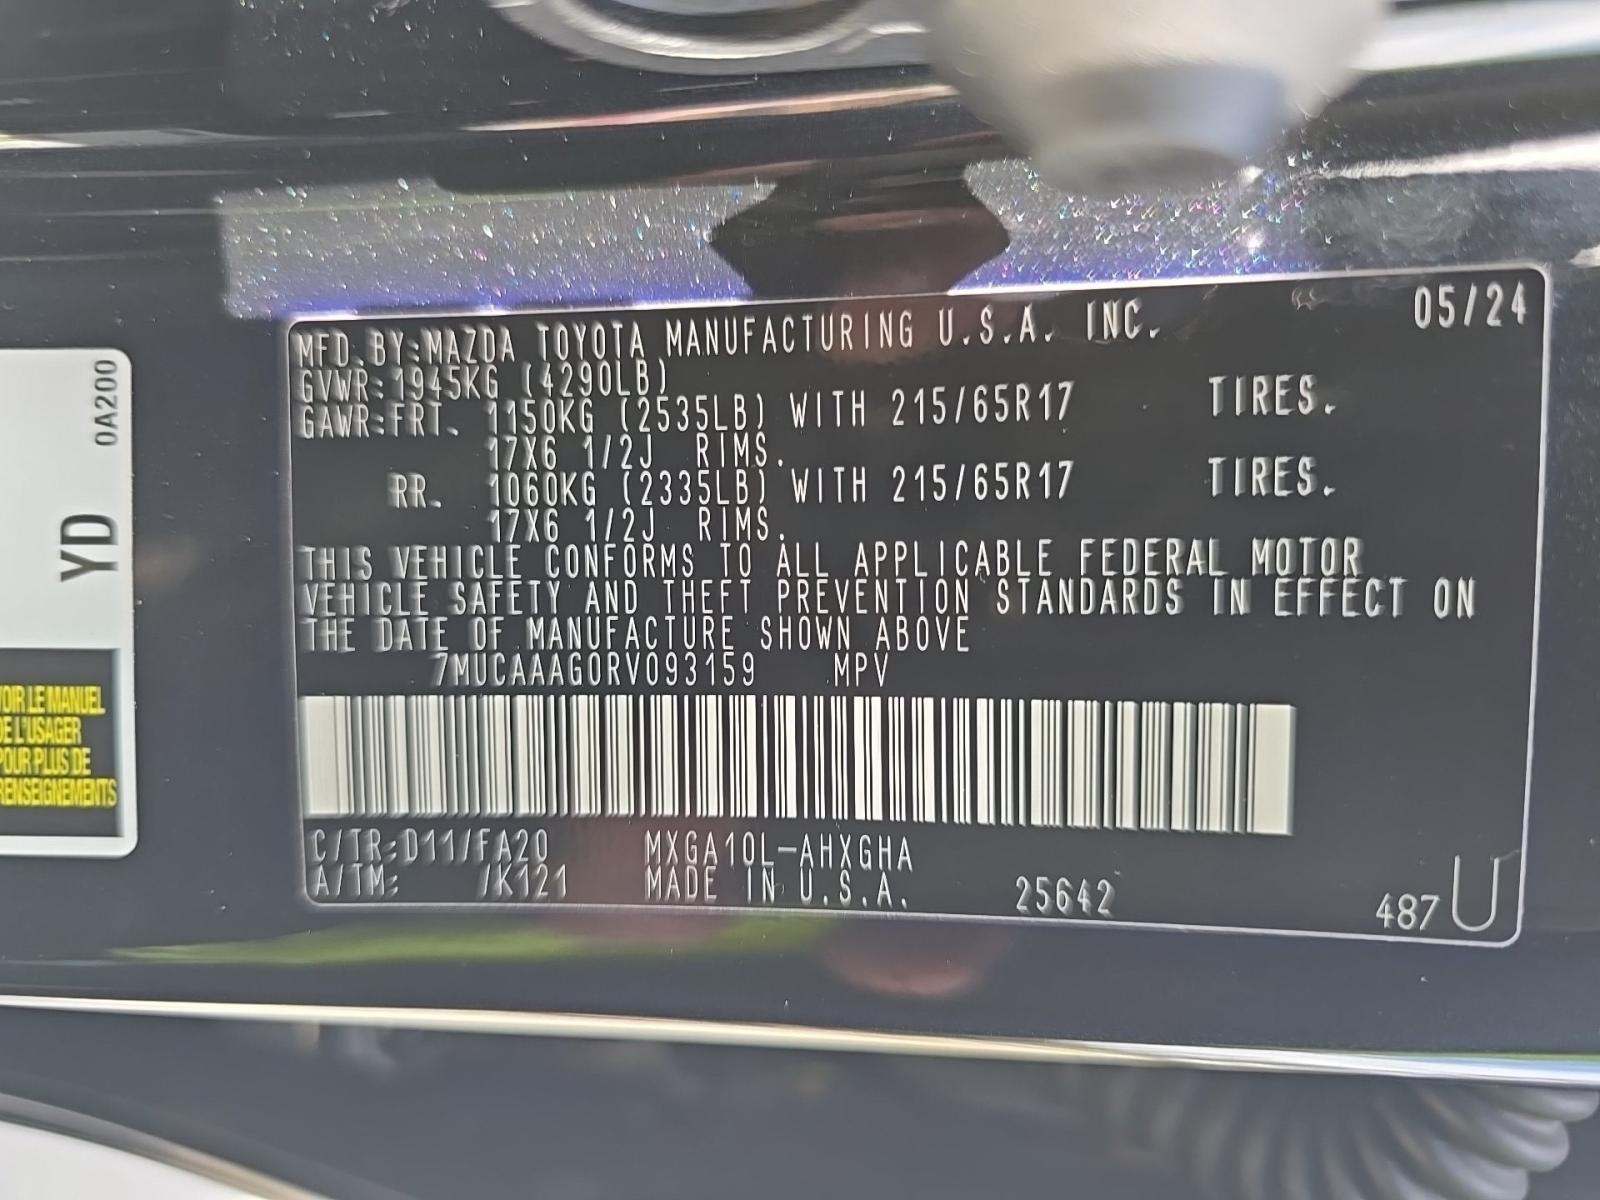 MFD.BY:MAZDA TOYOTA MANUFACTURING U.S.A. INC. 05/24
GVWR:1945KG (4290LB)
GAWR:FRT. 1150KG (2535LB) WITH 215/65R17 TIRES.
17X6 1/2J RIMS.
RR. 1060KG (2335LB) WITH 215/65R17 TIRES.
17X6 1/2J RIMS.
THIS VEHICLE CONFORMS TO ALL APPLICABLE FEDERAL MOTOR
VEHICLE SAFETY AND THEFT PREVENTION STANDARDS IN EFFECT ON
THE DATE OF MANUFACTURE SHOWN ABOVE
7MUCAAAG0RV093159 MPV
C/TR:D11/FA20 MXGA10L-AHXGHA
A/TM: /K121 MADE IN U.S.A. 25642 487 U
0A200
YD
VOIR LE MANUEL
DE L'USAGER
POUR PLUS DE
RENSEIGNEMENTS